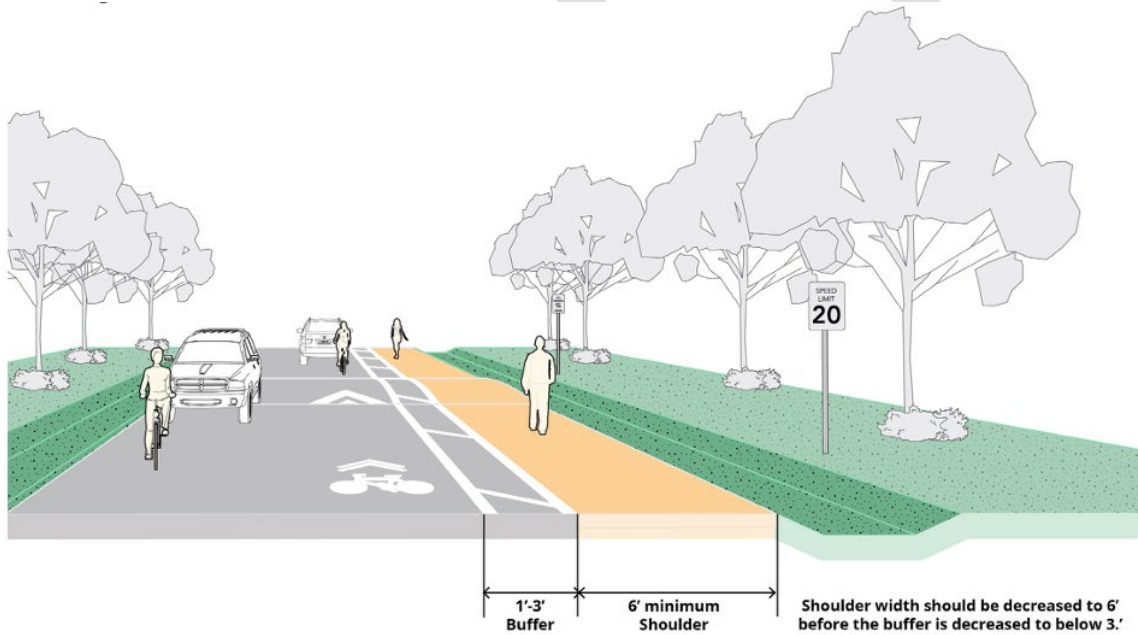 SPEED
LIMIT
20
1’-3’
Buffer
6’ minimum
Shoulder
Shoulder width should be decreased to 6’
before the buffer is decreased to below 3.’